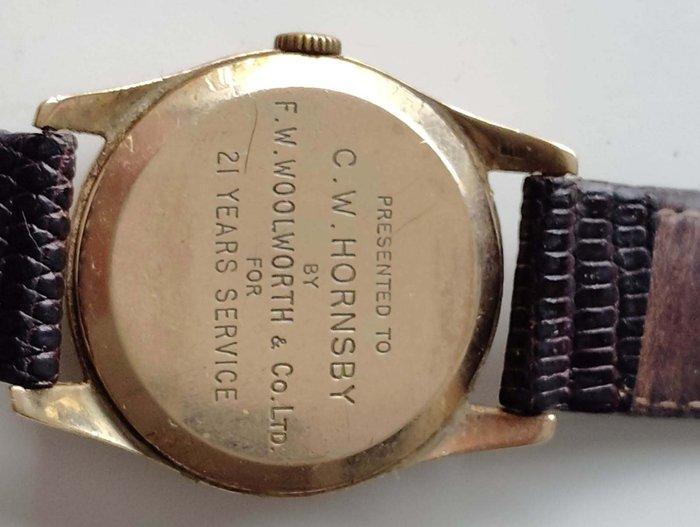 PRESENTED TO
C. W. HORNSBY
BY
F. W. WOOLWORTH & CO. LTD.
FOR
21 YEARS SERVICE